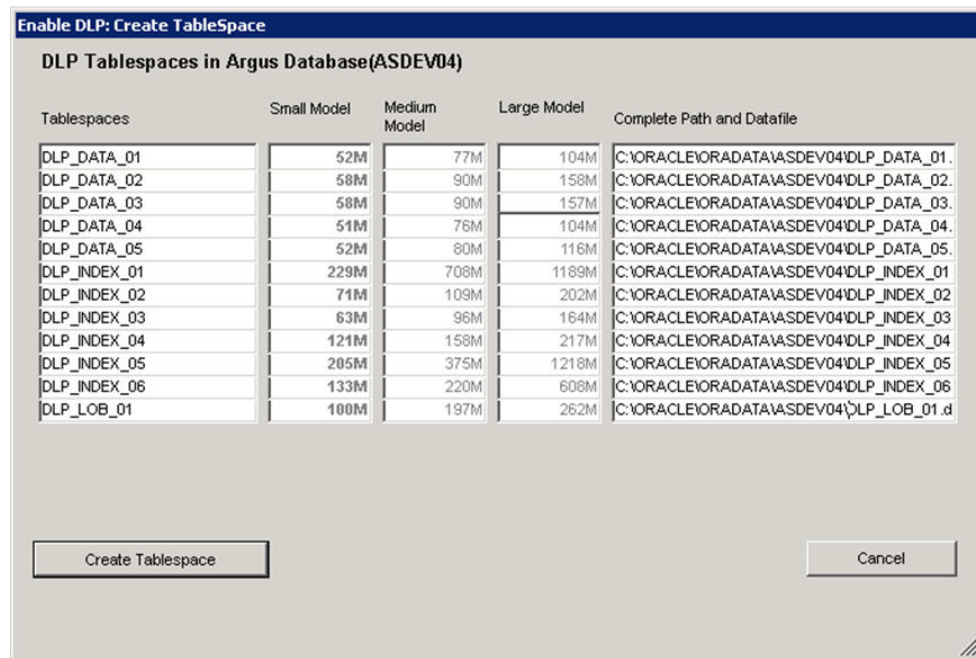 Enable DLP: Create TableSpace
DLP Tablespaces in Argus Database(ASDEV04)
Tablespaces Small Model Medium Model Large Model Complete Path and Datafile
DLP_DATA_01 52M 77M 104M C:\ORACLE\ORADATA\ASDEV04\DLP_DATA_01.
DLP_DATA_02 58M 90M 158M C:\ORACLE\ORADATA\ASDEV04\DLP_DATA_02.
DLP_DATA_03 58M 90M 157M C:\ORACLE\ORADATA\ASDEV04\DLP_DATA_03.
DLP_DATA_04 51M 76M 104M C:\ORACLE\ORADATA\ASDEV04\DLP_DATA_04.
DLP_DATA_05 52M 80M 116M C:\ORACLE\ORADATA\ASDEV04\DLP_DATA_05.
DLP_INDEX_01 229M 708M 1189M C:\ORACLE\ORADATA\ASDEV04\DLP_INDEX_01
DLP_INDEX_02 71M 109M 202M C:\ORACLE\ORADATA\ASDEV04\DLP_INDEX_02
DLP_INDEX_03 63M 96M 164M C:\ORACLE\ORADATA\ASDEV04\DLP_INDEX_03
DLP_INDEX_04 121M 158M 217M C:\ORACLE\ORADATA\ASDEV04\DLP_INDEX_04
DLP_INDEX_05 205M 375M 1218M C:\ORACLE\ORADATA\ASDEV04\DLP_INDEX_05
DLP_INDEX_06 133M 220M 608M C:\ORACLE\ORADATA\ASDEV04\DLP_INDEX_06
DLP_LOB_01 100M 197M 262M C:\ORACLE\ORADATA\ASDEV04\DLP_LOB_01.d
Create Tablespace Cancel